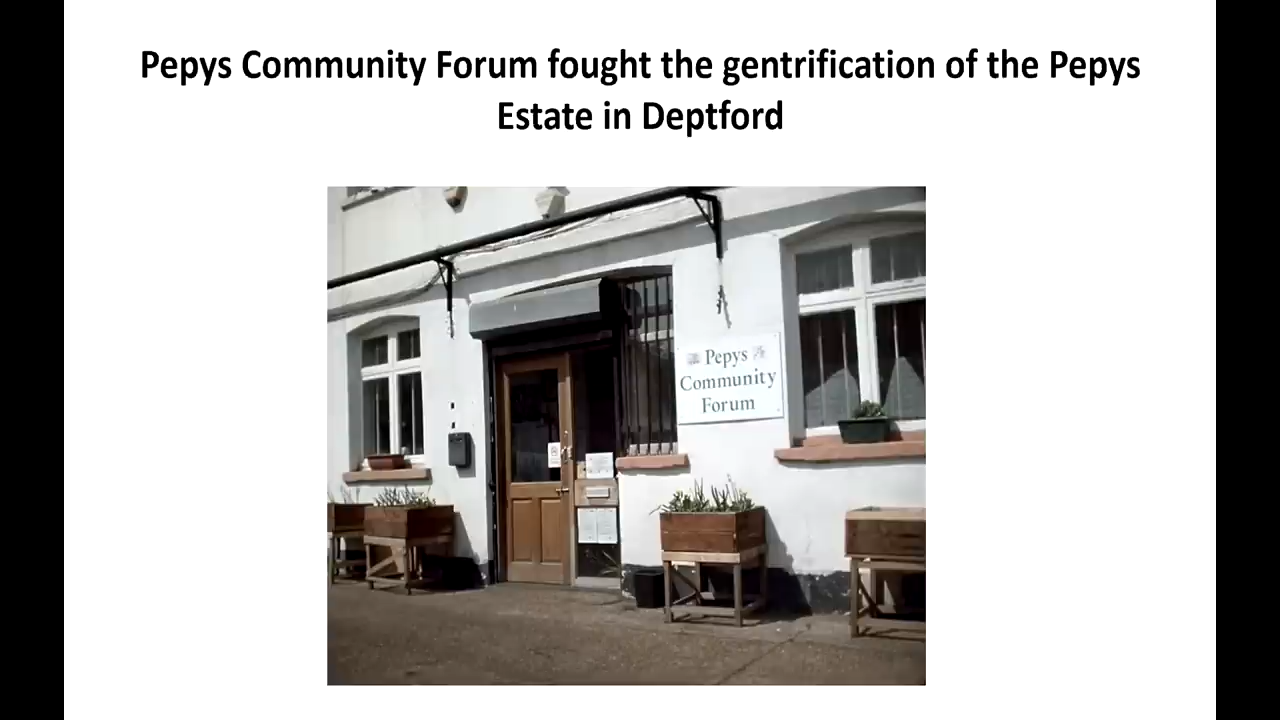 Pepys Community Forum fought the gentrification of the Pepys
Estate in Deptford
Pepys
Community
Forum